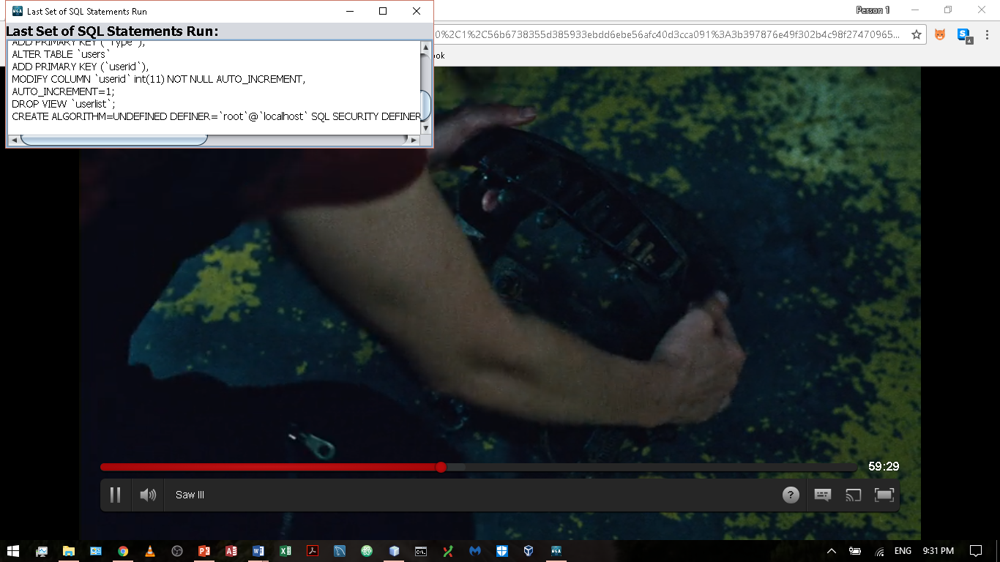 Last Set of SQL Statements Run
Person 1
Last Set of SQL Statements Run:
ADD PRIMARY KEY (`Type`),
ALTER TABLE `users`
ADD PRIMARY KEY (`userid`),
MODIFY COLUMN `userid` int(11) NOT NULL AUTO_INCREMENT,
AUTO_INCREMENT=1;
DROP VIEW `userlist`;
CREATE ALGORITHM=UNDEFINED DEFINER=`root`@`localhost` SQL SECURITY DEFINER
0%2C1%2C56b6738355d385933ebdd6ebe56afc40d3cca091%3A3b397876e49f302b4c98f27470965...
ok
59:29
Saw III
?
ENG 9:31 PM